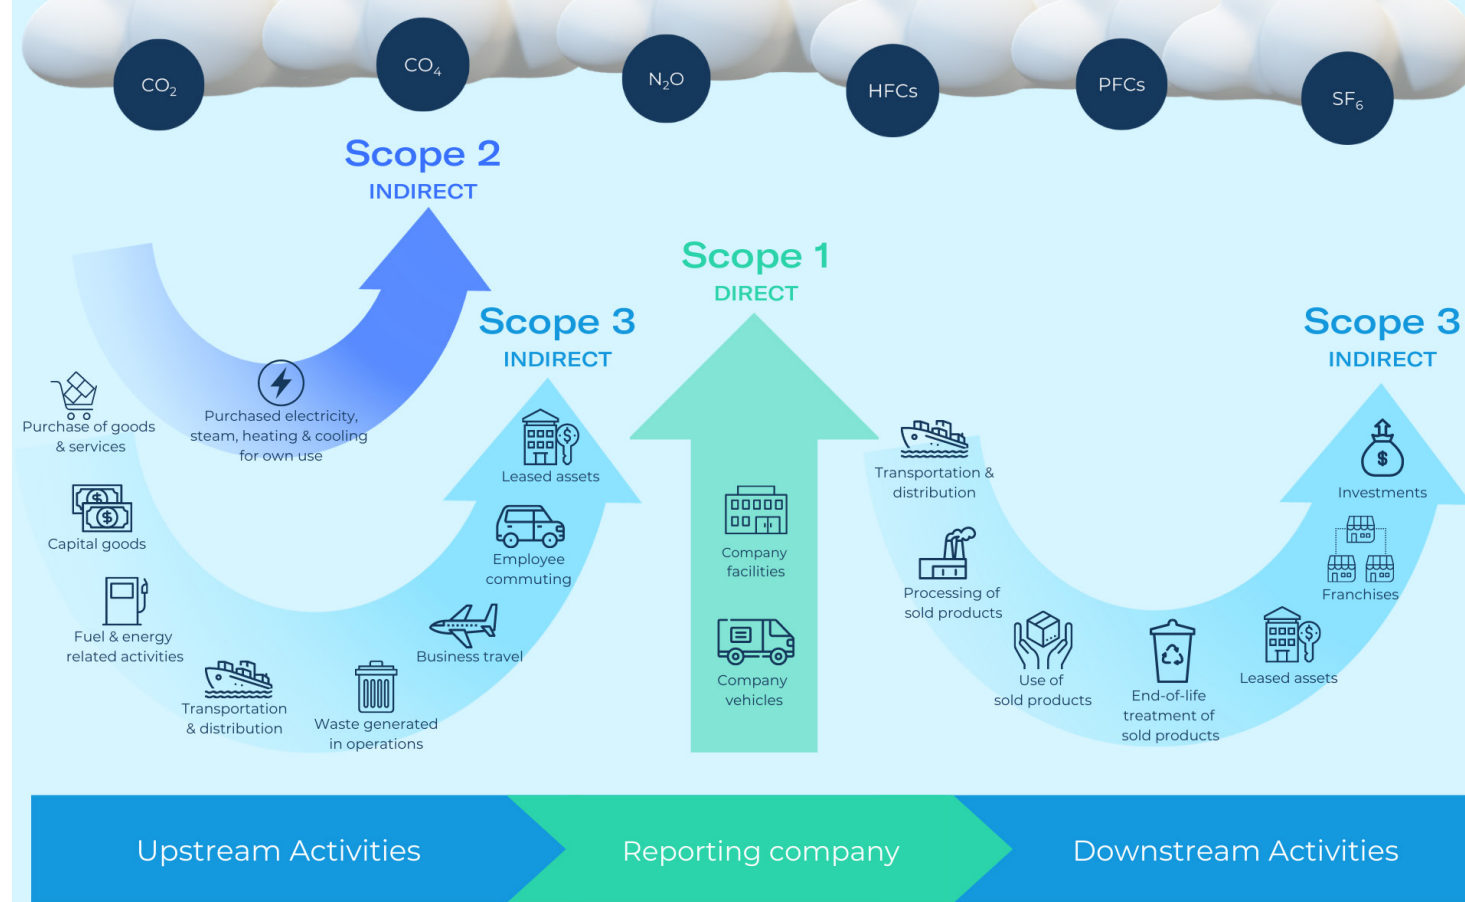 CO₂
CO₄
N₂O
HFCs
PFCs
SF₆
Scope 2
INDIRECT
Purchased electricity,
steam, heating & cooling
for own use
Scope 3
INDIRECT
Purchase of goods
& services
Capital goods
Fuel & energy
related activities
Transportation
& distribution
Waste generated
in operations
Business travel
Employee
commuting
Leased assets
Scope 1
DIRECT
Company
facilities
Company
vehicles
Scope 3
INDIRECT
Transportation &
distribution
Processing of
sold products
Use of
sold products
End-of-life
treatment of
sold products
Leased assets
Franchises
Investments
Upstream Activities
Reporting company
Downstream Activities